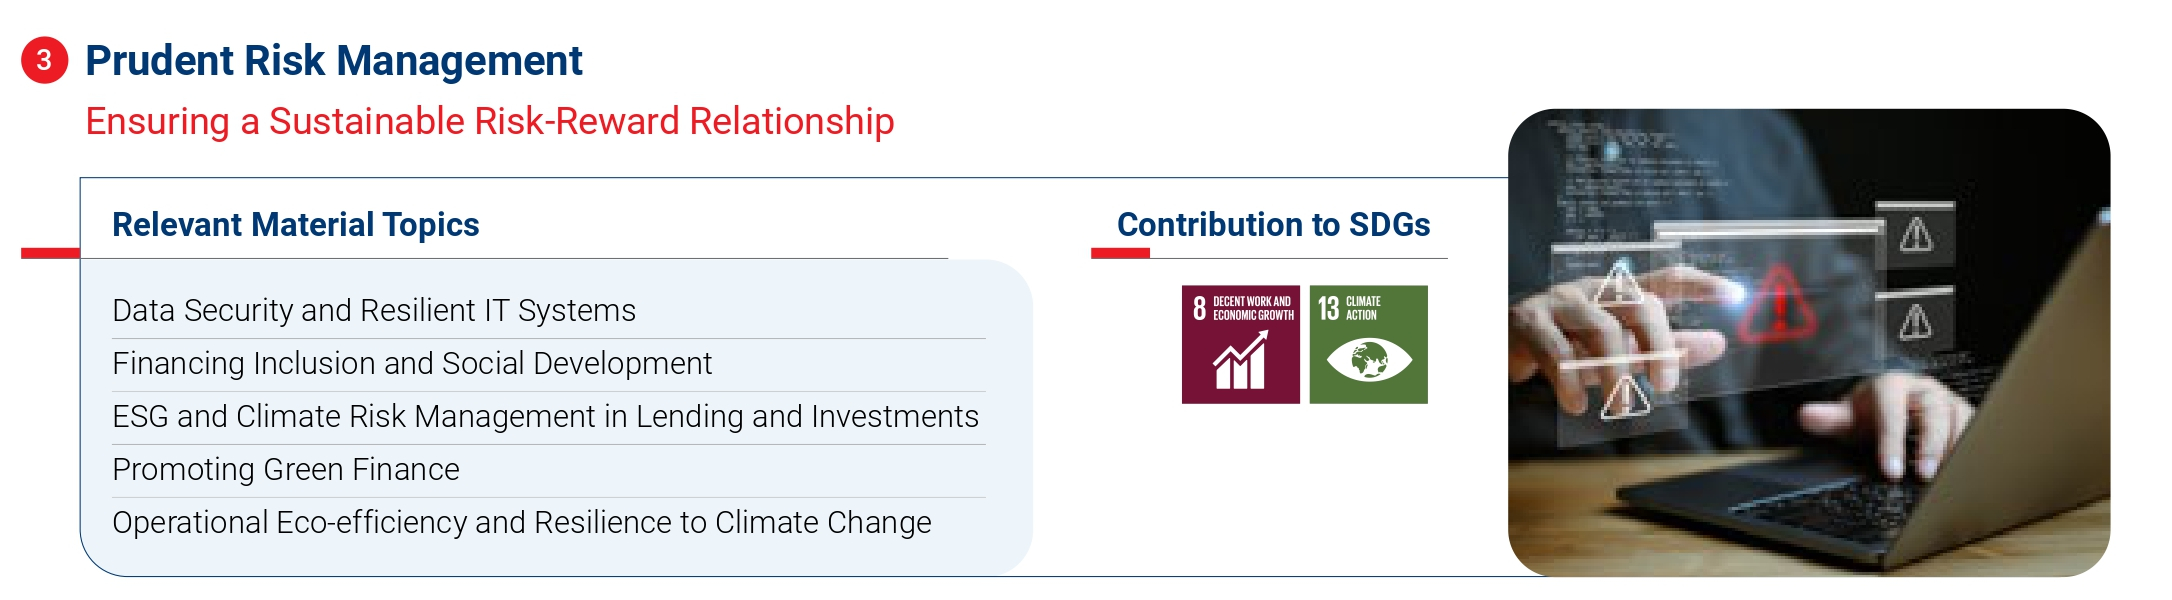 3 Prudent Risk Management
Ensuring a Sustainable Risk-Reward Relationship
Relevant Material Topics
Data Security and Resilient IT Systems
Financing Inclusion and Social Development
ESG and Climate Risk Management in Lending and Investments
Promoting Green Finance
Operational Eco-efficiency and Resilience to Climate Change
Contribution to SDGs
8 DECENT WORK AND
ECONOMIC GROWTH
13 CLIMATE
ACTION